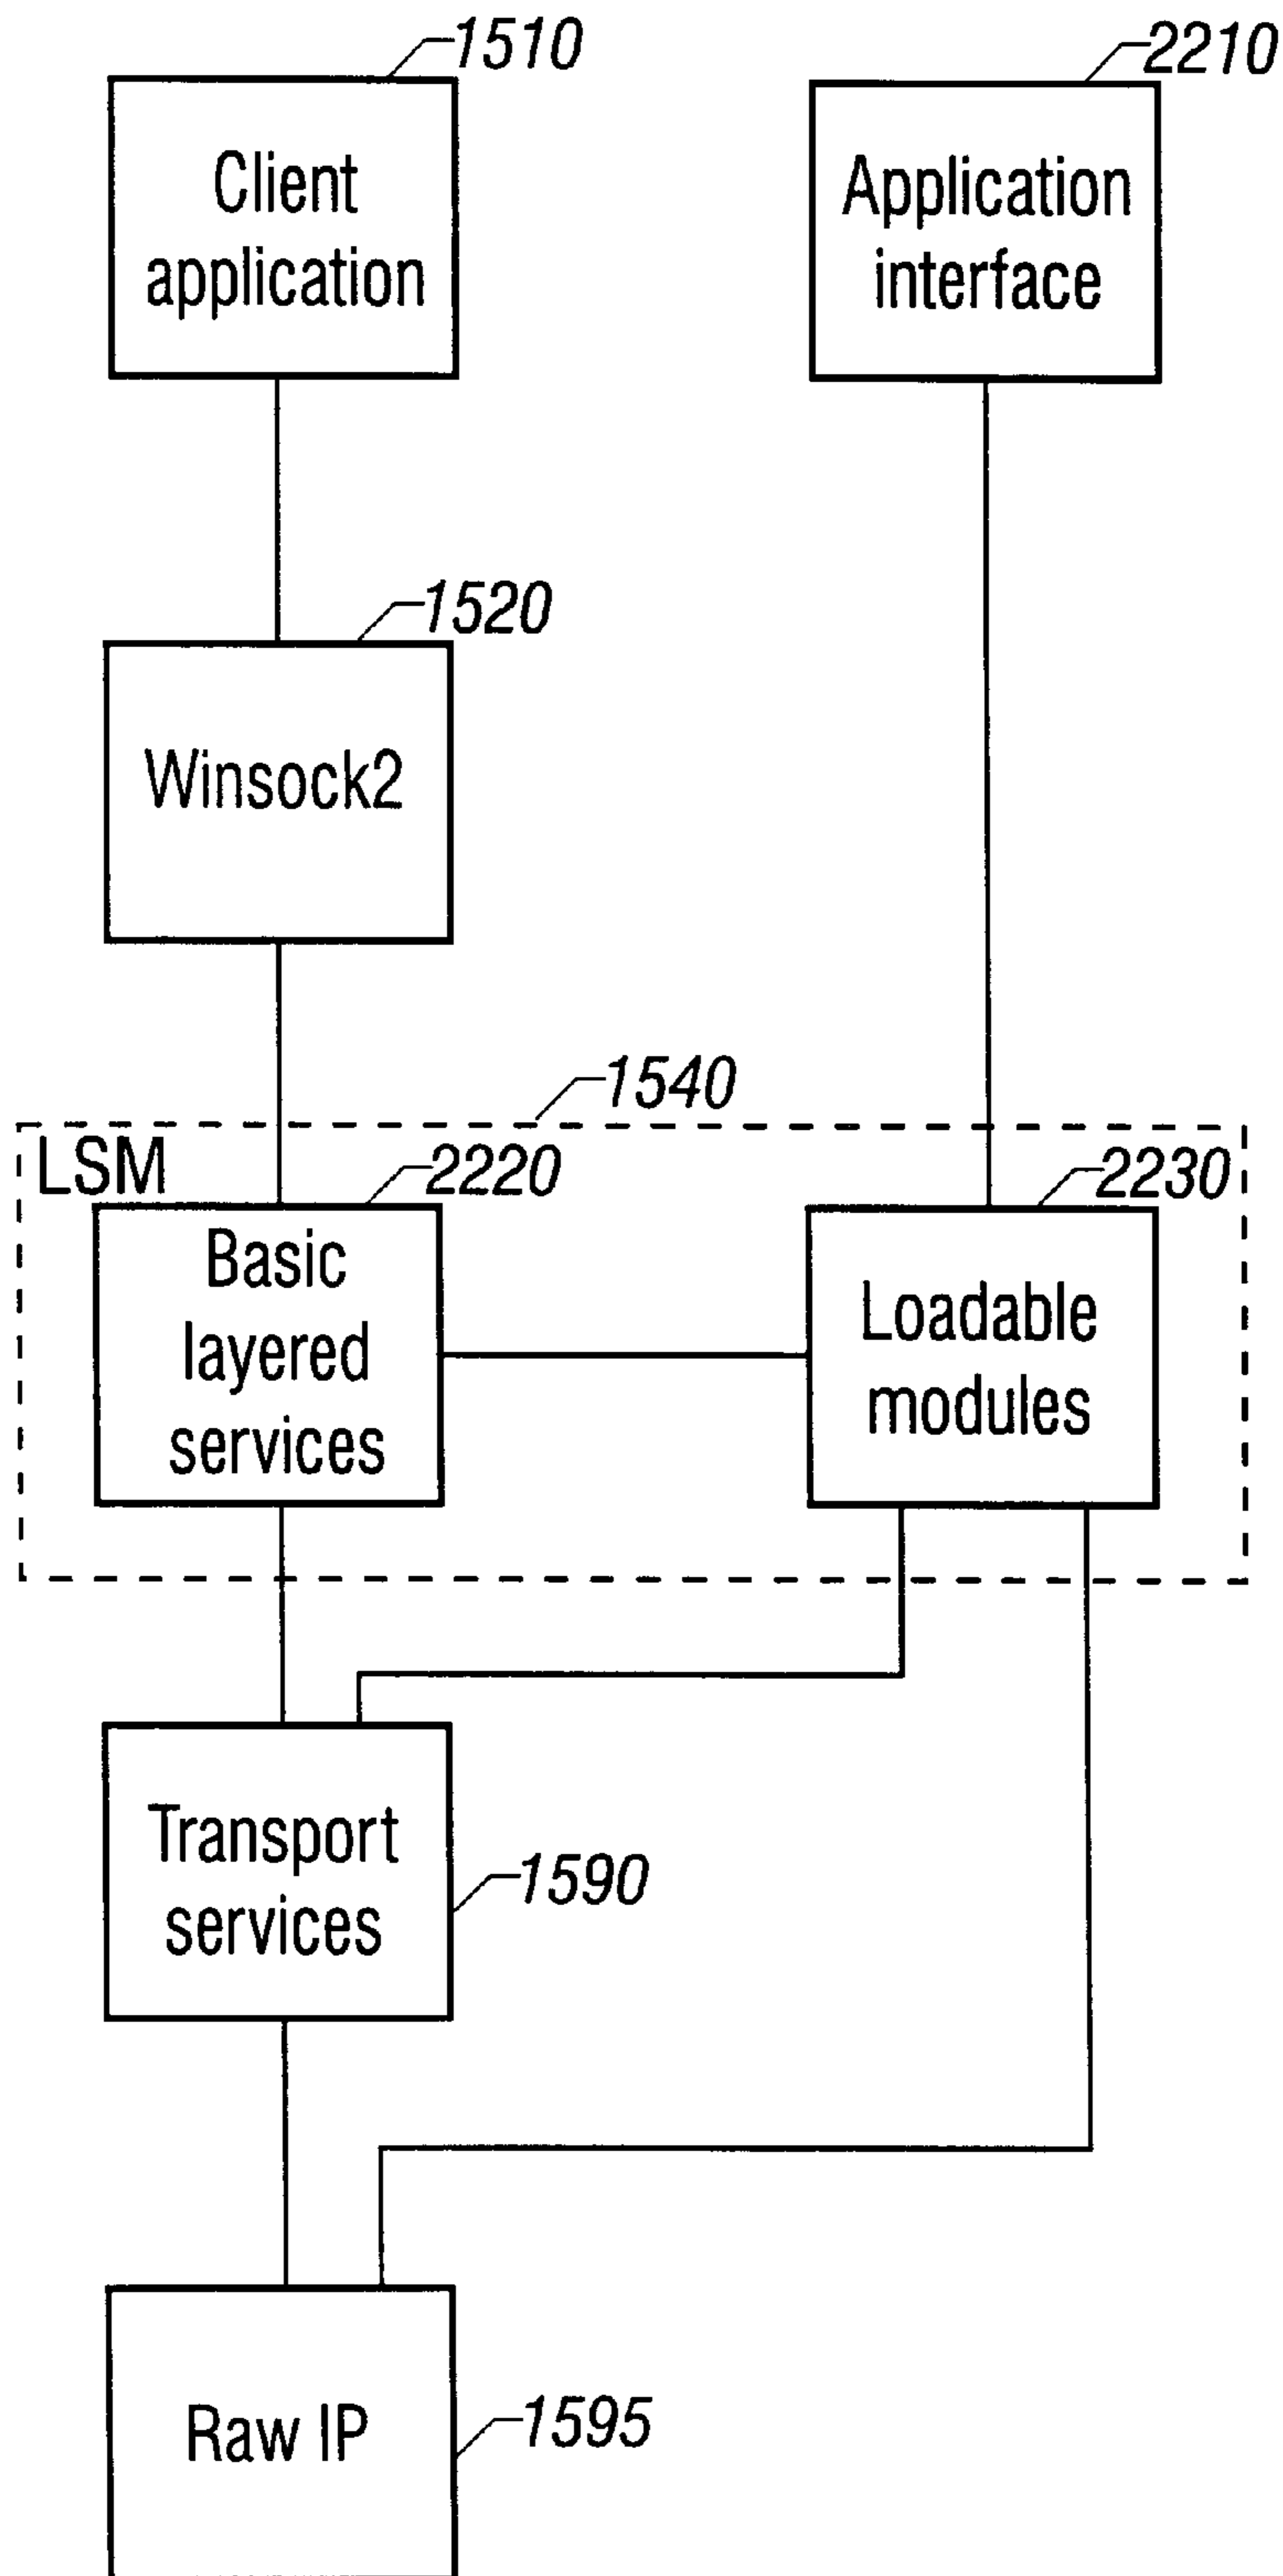 1510
2210
Client
application
Application
interface
1520
Winsock2
1540
LSM
2220
2230
Basic
layered
services
Loadable
modules
Transport
services
1590
Raw IP
1595